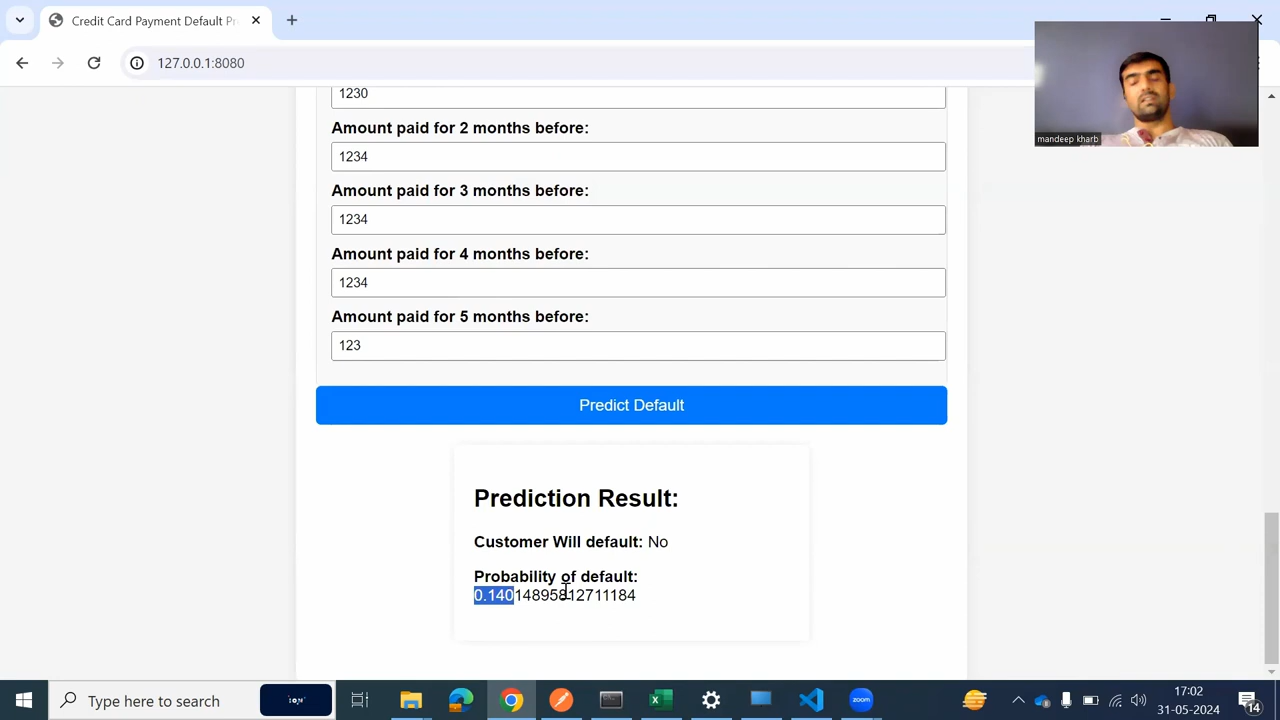 Credit Card Payment Default Pr
127.0.0.1:8080
mandeep kharb
1230
Amount paid for 2 months before:
1234
Amount paid for 3 months before:
1234
Amount paid for 4 months before:
1234
Amount paid for 5 months before:
123
Predict Default
Prediction Result:
Customer Will default: No
Probability of default:
0.14014895812711184
Type here to search
zoom
17:02
31-05-2024
14